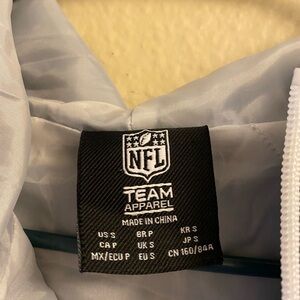 NFL
TEAM
APPAREL
MADE IN CHINA
US S BR P KR S
CA P UK S JP S
MX/ECU P EU S CN 160/84A